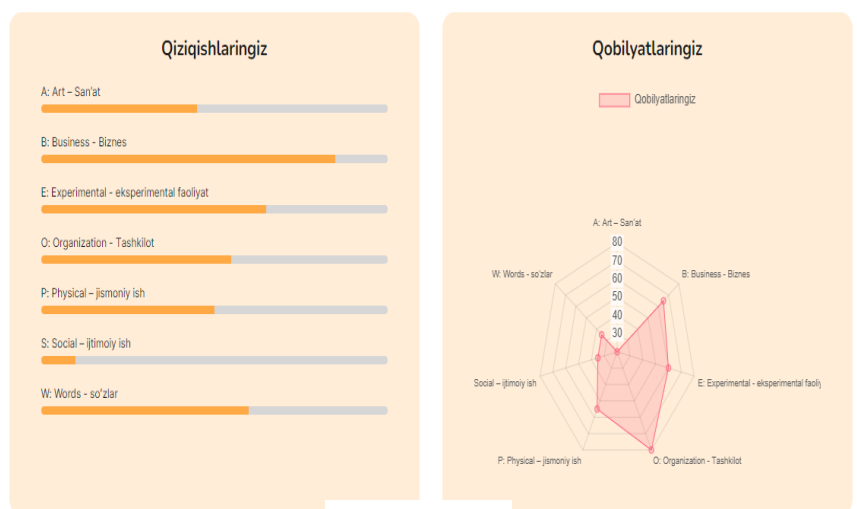 Qiziqishlaringiz
A: Art – San'at
B: Business - Biznes
E: Experimental - eksperimental faoliyat
O: Organization - Tashkilot
P: Physical – jismoniy ish
S: Social – ijtimoiy ish
W: Words - so'zlar
Qobilyatlaringiz
Qobilyatlaringiz
A: Art – San'at
80
70
60
50
40
30
W: Words - so'zlar
B: Business - Biznes
Social – ijtimoiy ish
E: Experimental - eksperimental faoliy
P: Physical – jismoniy ish
O: Organization - Tashkilot